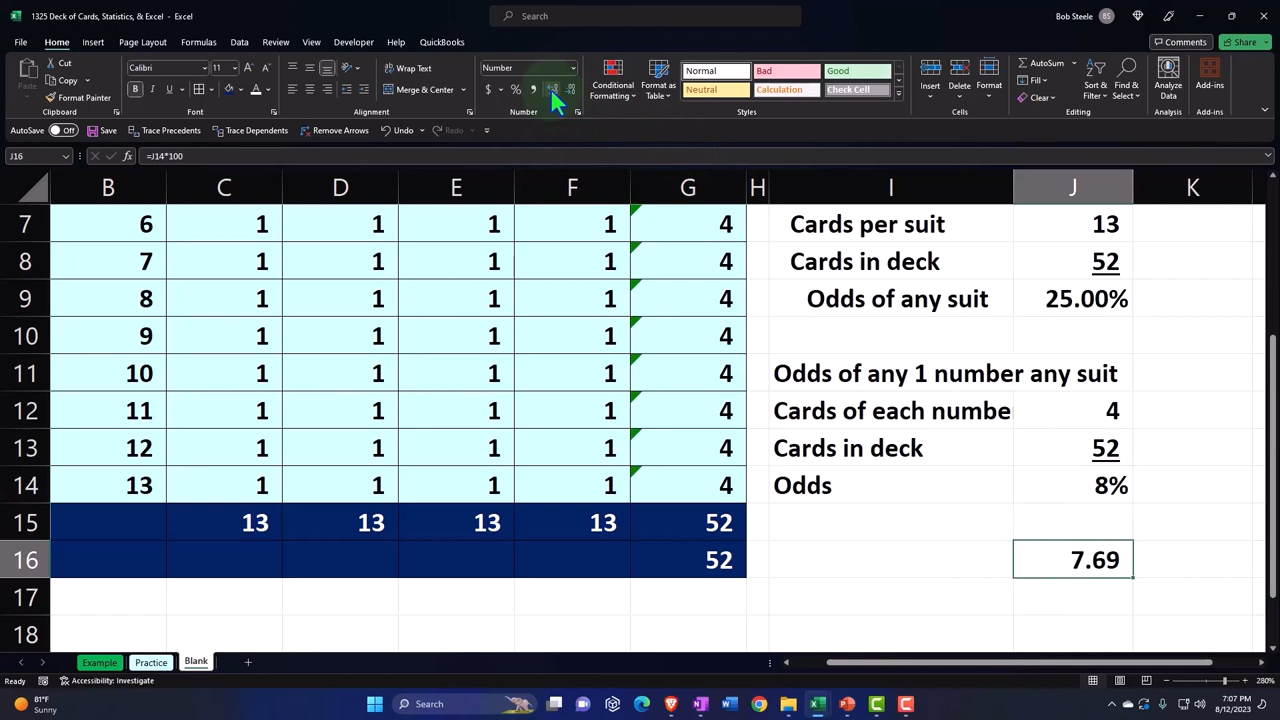 1325 Deck of Cards, Statistics, & Excel - Excel
Search
Bob Steele BS
File Home Insert Page Layout Formulas Data Review View Developer Help QuickBooks
Comments Share
Cut
Copy
Format Painter
Clipboard
Calibri 11
B I U
Font
Wrap Text
Merge & Center
Alignment
Number
$ % ,
Number
Conditional Formatting
Format as Table
Normal Bad Good
Neutral Calculation Check Cell
Styles
Insert Delete Format
Cells
AutoSum
Fill
Clear
Sort & Filter
Find & Select
Editing
Analyze Data
Analysis
Add-ins
Add-ins
AutoSave Off Save Trace Precedents Trace Dependents Remove Arrows Undo Redo
J16 fx =J14*100
B C D E F G H I J K
7 6 1 1 1 1 4 Cards per suit 13
8 7 1 1 1 1 4 Cards in deck 52
9 8 1 1 1 1 4 Odds of any suit 25.00%
10 9 1 1 1 1 4
11 10 1 1 1 1 4 Odds of any 1 number any suit
12 11 1 1 1 1 4 Cards of each numbe 4
13 12 1 1 1 1 4 Cards in deck 52
14 13 1 1 1 1 4 Odds 8%
15 13 13 13 13 52
16 52 7.69
17
18
Example Practice Blank
Ready Accessibility: Investigate 280%
81°F
Sunny
Search
7:07 PM
8/12/2023